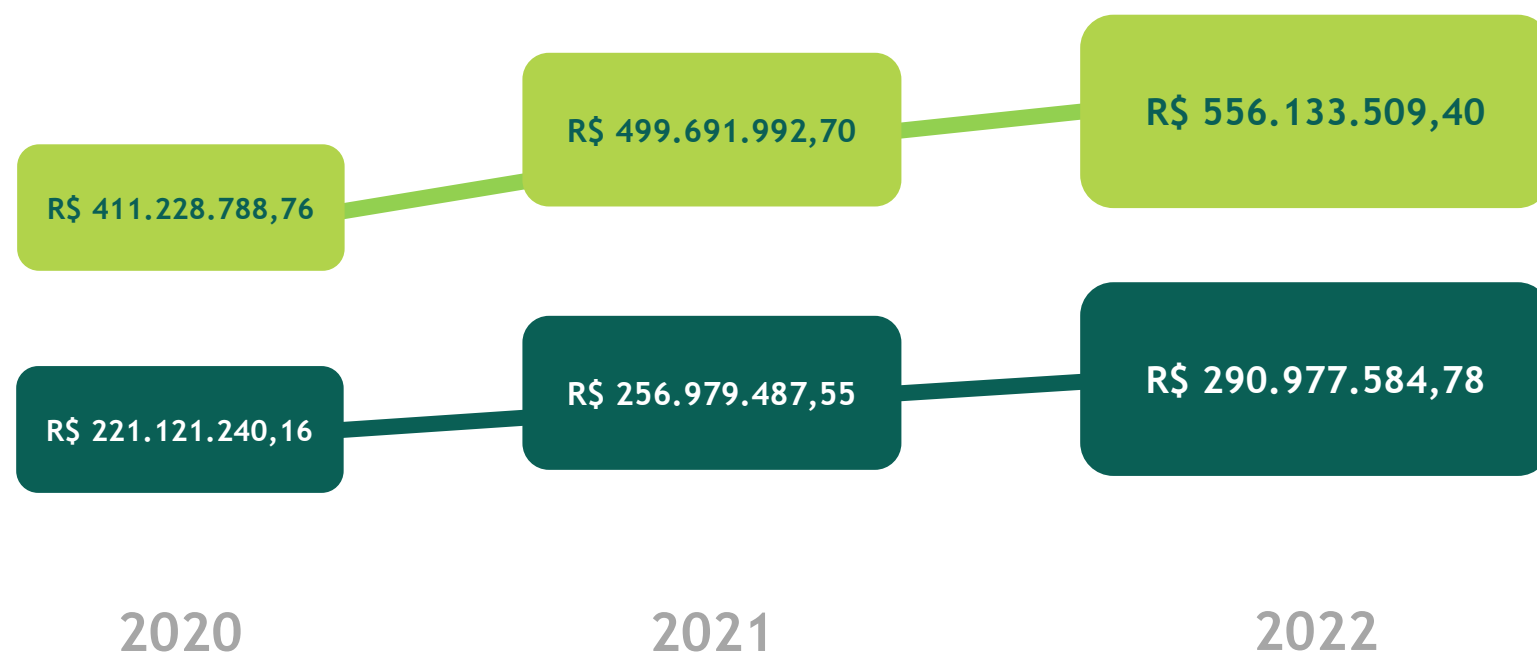 R$ 411.228.788,76
R$ 499.691.992,70
R$ 556.133.509,40
R$ 221.121.240,16
R$ 256.979.487,55
R$ 290.977.584,78
2020
2021
2022